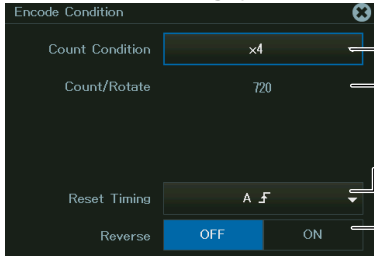 Encode Condition
Count Condition ×4
Count/Rotate 720
Reset Timing A
Reverse OFF ON